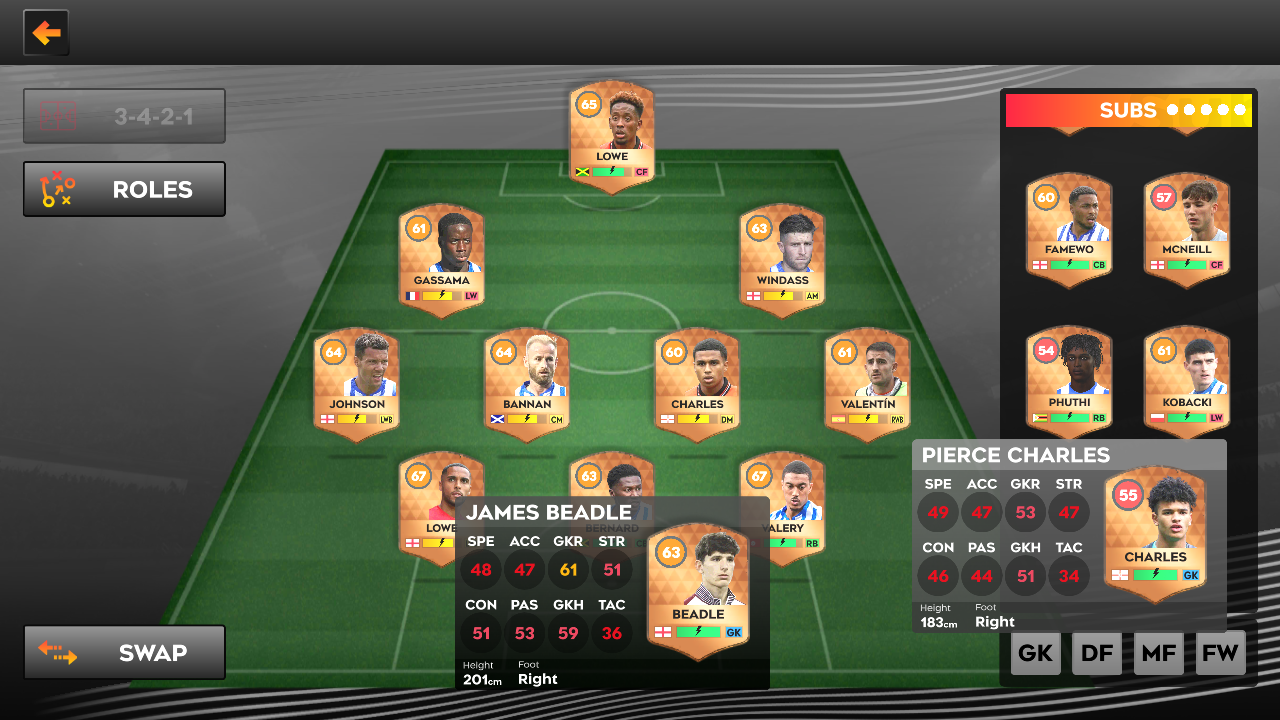 3-4-2-1
ROLES
SUBS
65
LOWE
CF
61
GASSAMA
LW
63
WINDASS
AM
64
JOHNSON
LWB
64
BANNAN
CM
60
CHARLES
DM
61
VALENTÍN
RWB
67
LOWE
63
BERNARD
67
VALERY
RB
60
FAMEWO
CB
57
MCNEILL
CF
54
PHUTHI
RB
61
KOBACKI
LW
JAMES BEADLE
SPE ACC GKR STR
48 47 61 51
CON PAS GKH TAC
51 53 59 36
Height Foot
201cm Right
63
BEADLE
GK
PIERCE CHARLES
SPE ACC GKR STR
49 47 53 47
CON PAS GKH TAC
46 44 51 34
Height Foot
183cm Right
55
CHARLES
GK
SWAP
GK DF MF FW